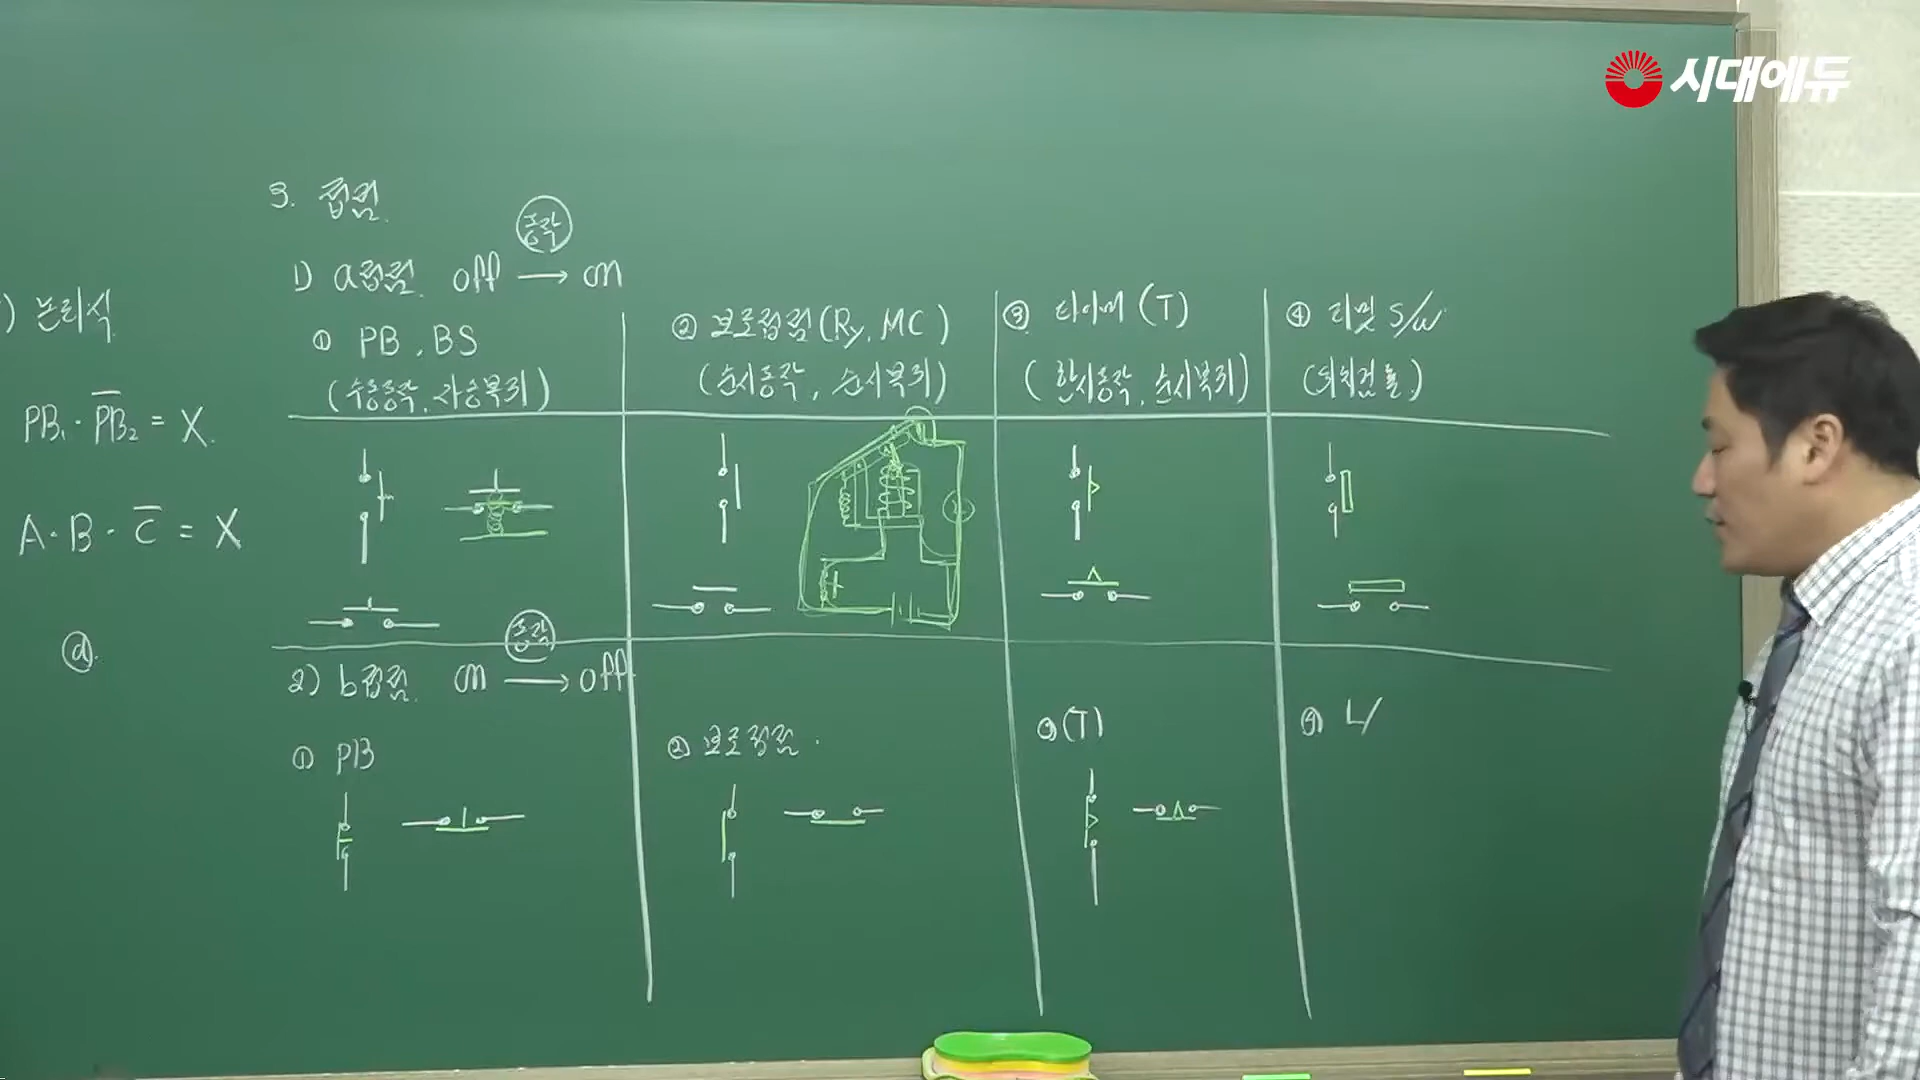 시대에듀
3. 접점.
1) a접점. off → on
동작
) 논리식
① PB, BS
(수동동작, 자동복귀)
② 보조접점(Ry, MC)
(순시동작, 순시복귀)
③ 타이머 (T)
(한시동작, 순시복귀)
④ 리밋 S/W
(위치검출)
PB₁ · P̅B̅₂ = X.
A · B · C̅ = X
ⓐ.
2) b접점. on → off
동작
① PB
② 보조접점.
③ (T)
④ L/